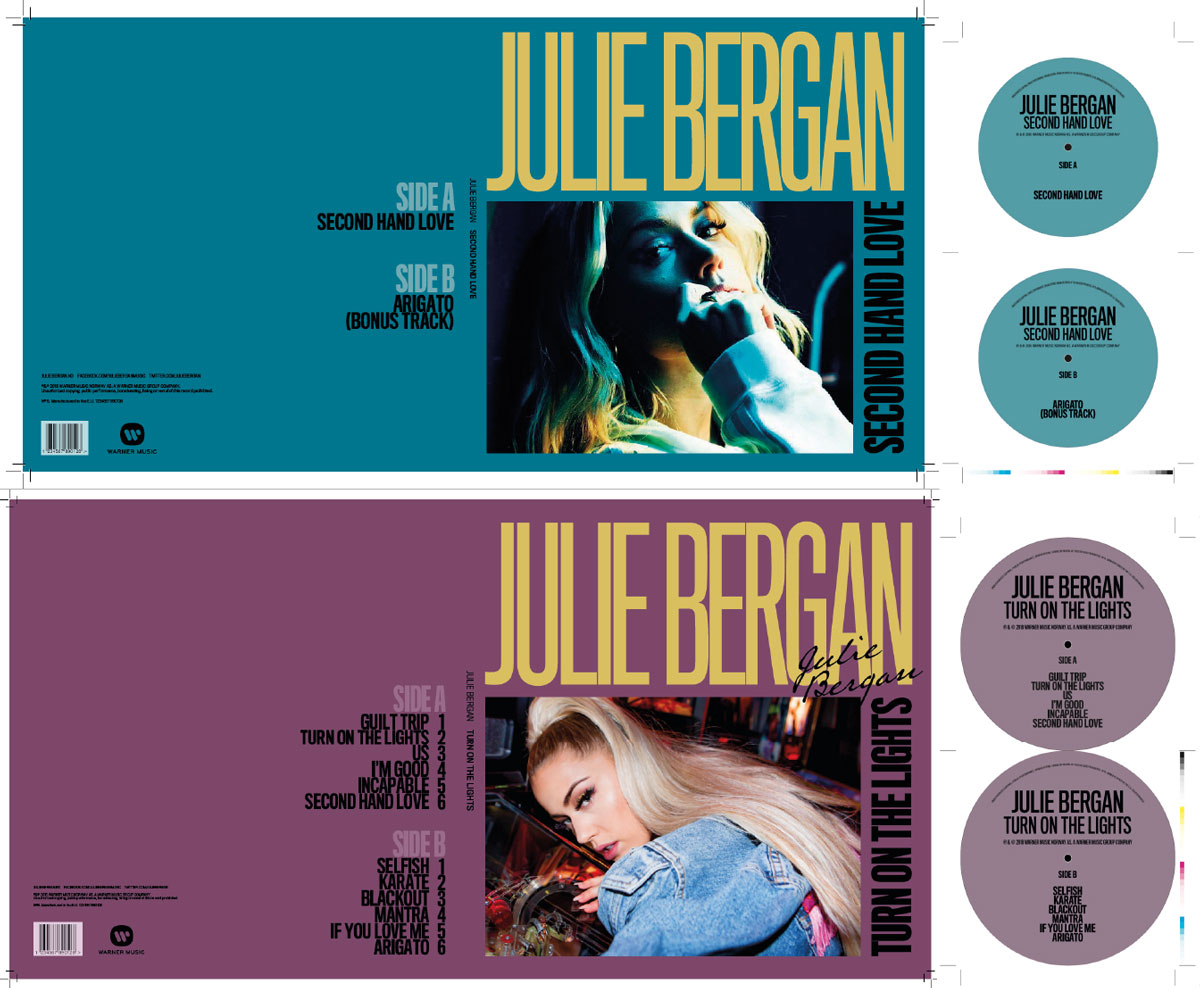 JULIE BERGAN
SIDE A
SECOND HAND LOVE
SIDE B
ARIGATO
(BONUS TRACK)
JULIE BERGAN SECOND HAND LOVE
SECOND HAND LOVE
WARNER MUSIC
JULIE BERGAN
SECOND HAND LOVE
SIDE A
SECOND HAND LOVE
JULIE BERGAN
SECOND HAND LOVE
SIDE B
ARIGATO
(BONUS TRACK)
JULIE BERGAN
Julie
Bergan
SIDE A
GUILT TRIP 1
TURN ON THE LIGHTS 2
US 3
I'M GOOD 4
INCAPABLE 5
SECOND HAND LOVE 6
SIDE B
SELFISH 1
KARATE 2
BLACKOUT 3
MANTRA 4
IF YOU LOVE ME 5
ARIGATO 6
JULIE BERGAN TURN ON THE LIGHTS
TURN ON THE LIGHTS
WARNER MUSIC
JULIE BERGAN
TURN ON THE LIGHTS
SIDE A
GUILT TRIP
TURN ON THE LIGHTS
US
I'M GOOD
INCAPABLE
SECOND HAND LOVE
JULIE BERGAN
TURN ON THE LIGHTS
SIDE B
SELFISH
KARATE
BLACKOUT
MANTRA
IF YOU LOVE ME
ARIGATO